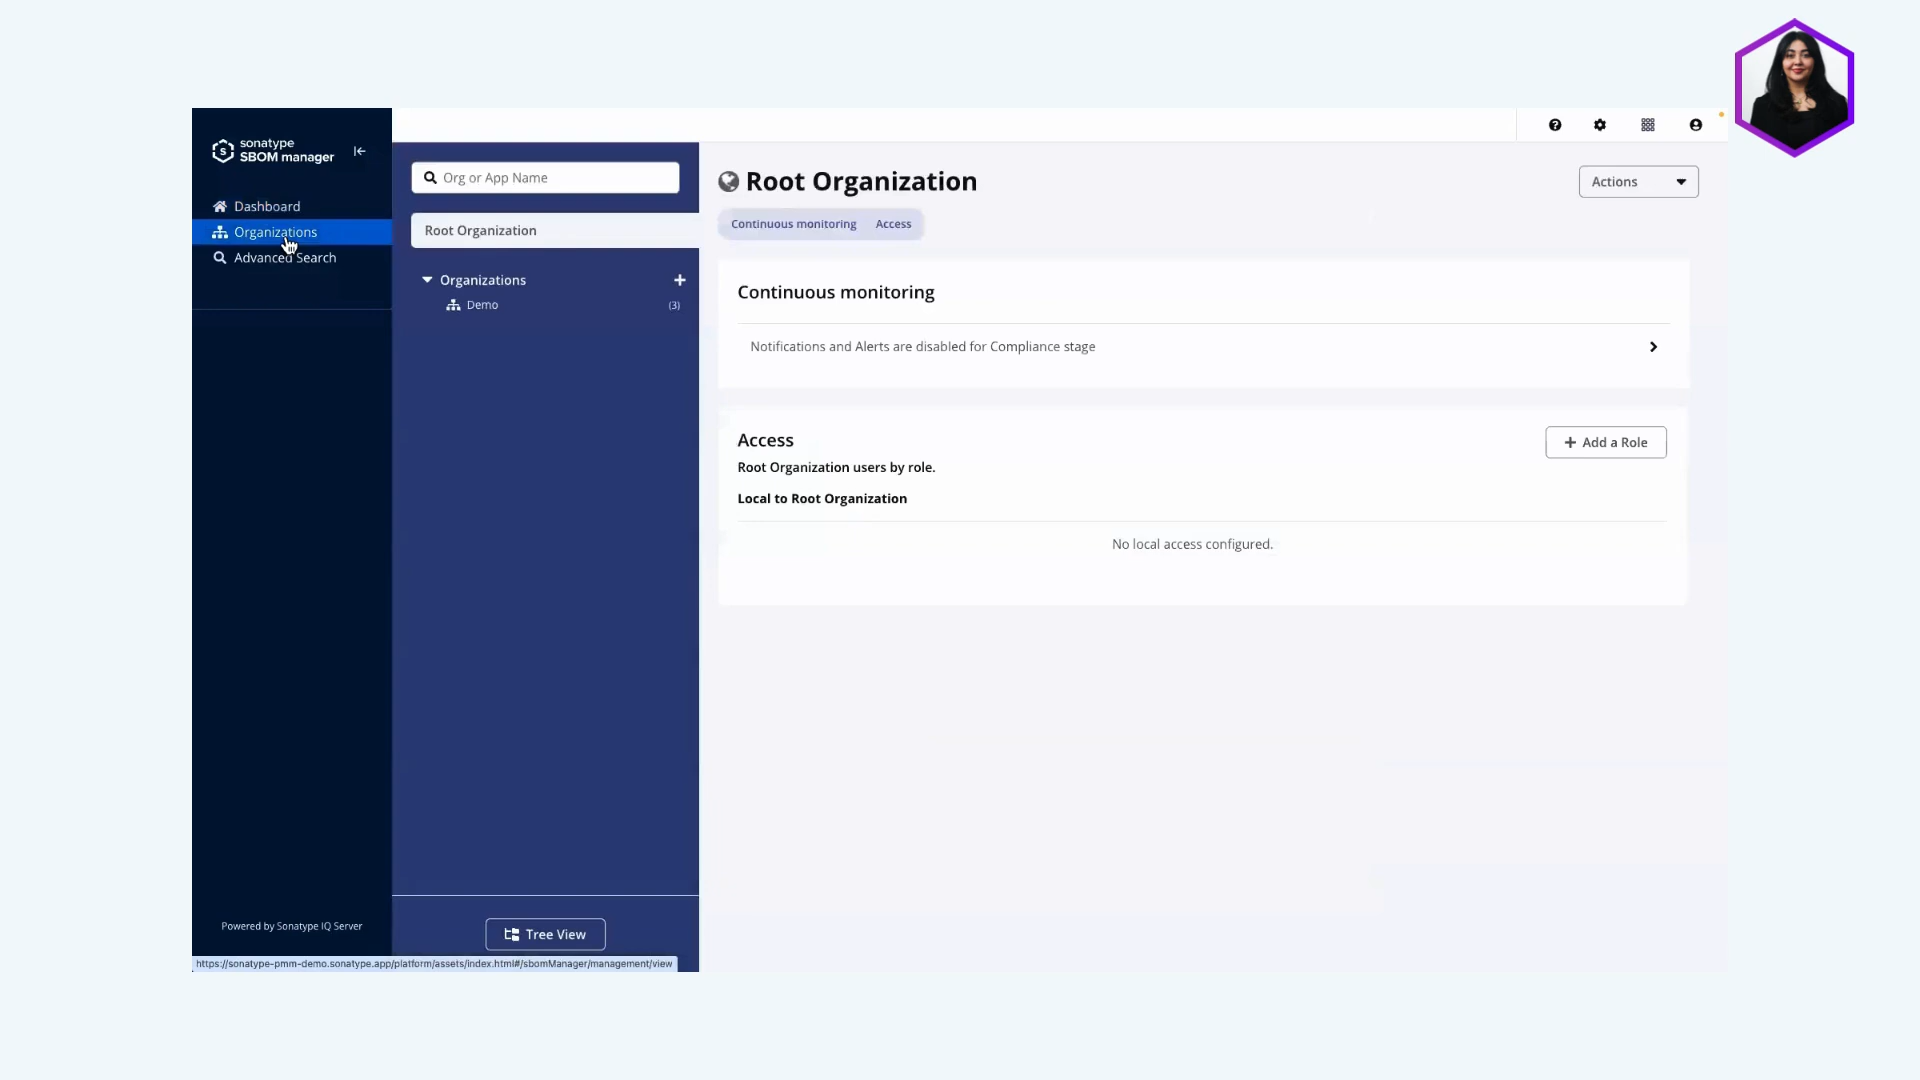 sonatype
SBOM manager
Dashboard
Organizations
Advanced Search
Powered by Sonatype IQ Server
https://sonatype-pmm-demo.sonatype.app/platform/assets/index.html#/sbomManager/management/view
Org or App Name
Root Organization
Organizations
Demo (3)
Tree View
Root Organization
Actions
Continuous monitoring Access
Continuous monitoring
Notifications and Alerts are disabled for Compliance stage
Access
Add a Role
Root Organization users by role.
Local to Root Organization
No local access configured.